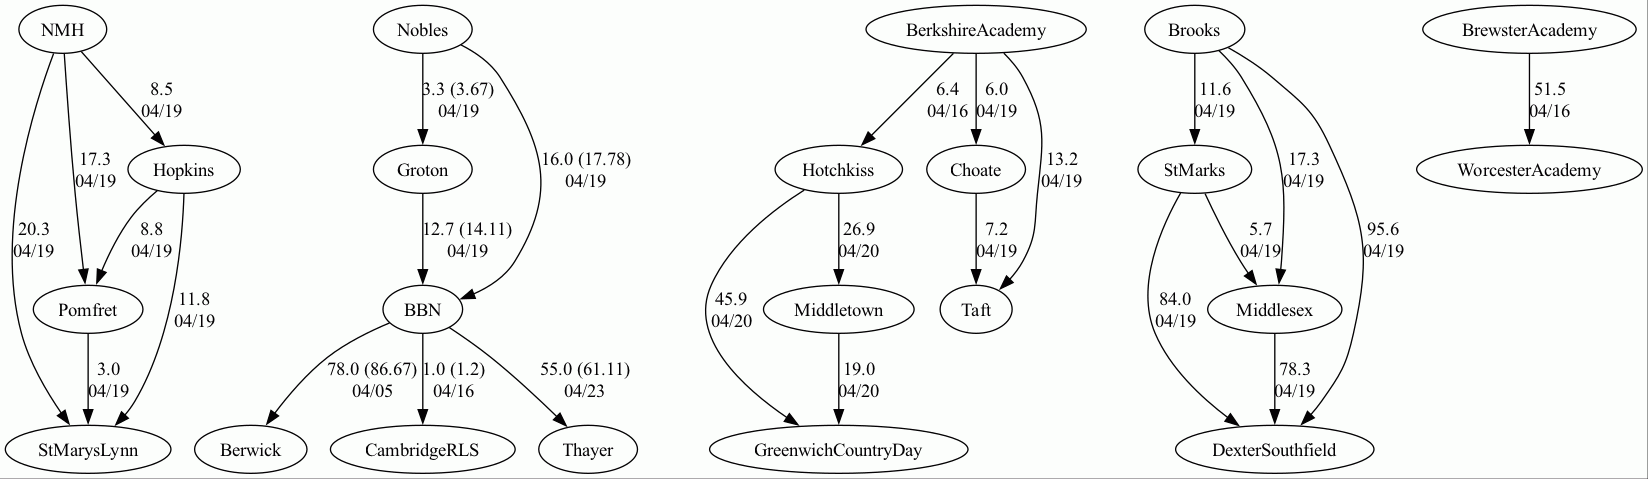 NMH
Nobles
BerkshireAcademy
Brooks
BrewsterAcademy
8.5
04/19
3.3 (3.67)
04/19
6.4
04/16
6.0
04/19
11.6
04/19
51.5
04/16
17.3
04/19
Hopkins
Groton
16.0 (17.78)
04/19
Hotchkiss
Choate
13.2
04/19
StMarks
17.3
04/19
WorcesterAcademy
20.3
04/19
8.8
04/19
12.7 (14.11)
04/19
26.9
04/20
7.2
04/19
5.7
04/19
95.6
04/19
Pomfret
11.8
04/19
BBN
45.9
04/20
Middletown
Taft
84.0
04/19
Middlesex
3.0
04/19
78.0 (86.67)
04/05
1.0 (1.2)
04/16
55.0 (61.11)
04/23
19.0
04/20
78.3
04/19
StMarysLynn
Berwick
CambridgeRLS
Thayer
GreenwichCountryDay
DexterSouthfield